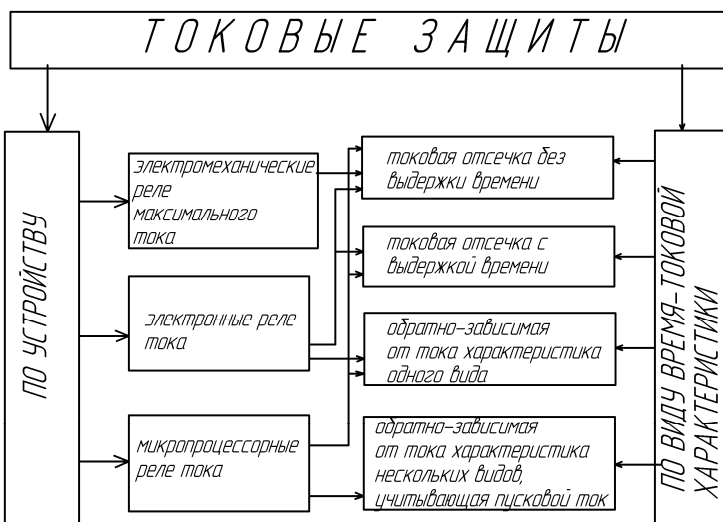 ТОКОВЫЕ ЗАЩИТЫ
ПО УСТРОЙСТВУ
электромеханические
реле
максимального
тока
электронные реле
тока
микропроцессорные
реле тока
токовая отсечка без
выдержки времени
токовая отсечка с
выдержкой времени
обратно-зависимая
от тока характеристика
одного вида
обратно-зависимая
от тока характеристика
нескольких видов,
учитывающая пусковой ток
ПО ВИДУ ВРЕМЯ-ТОКОВОЙ
ХАРАКТЕРИСТИКИ